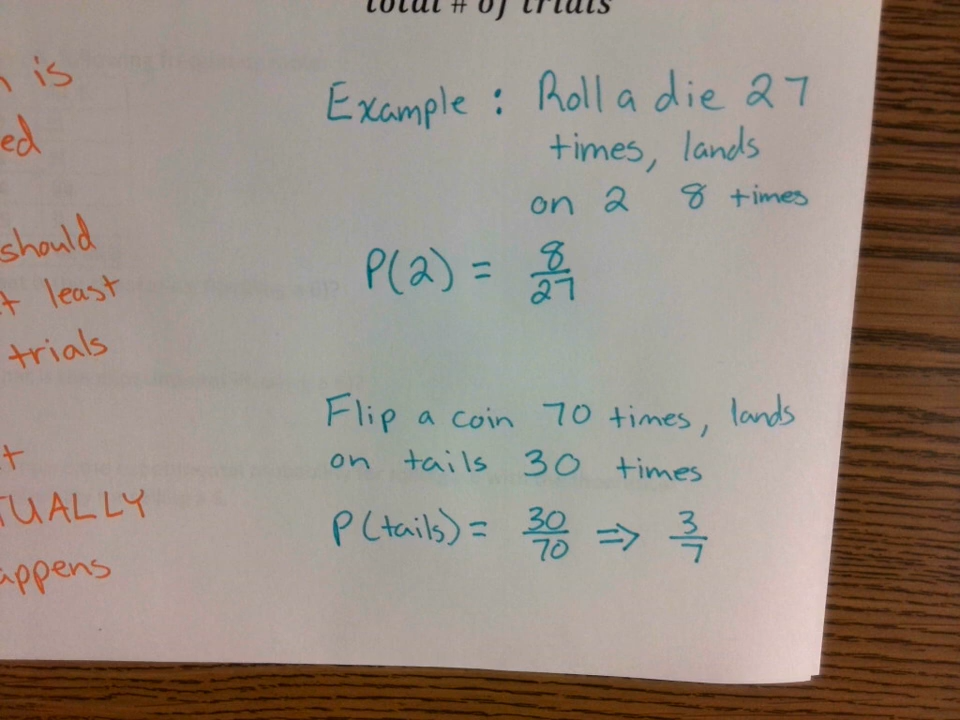 total # of trials
is
should
least
trials
TUALLY
appens
Example : Roll a die 27
times, lands
on 2 8 times
P(2) = 8/27
Flip a coin 70 times, lands
on tails 30 times
P(tails) = 30/70 ⇒ 3/7